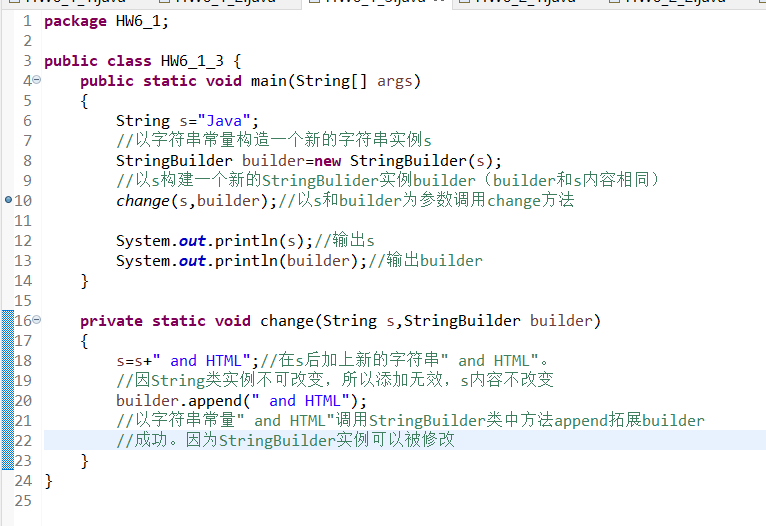 1 package HW6_1;
2
3 public class HW6_1_3 {
4 public static void main(String[] args)
5 {
6 String s="Java";
7 //以字符串常量构造一个新的字符串实例s
8 StringBuilder builder=new StringBuilder(s);
9 //以s构建一个新的StringBulider实例builder（builder和s内容相同）
10 change(s,builder);//以s和builder为参数调用change方法
11
12 System.out.println(s);//输出s
13 System.out.println(builder);//输出builder
14 }
15
16 private static void change(String s,StringBuilder builder)
17 {
18 s=s+" and HTML";//在s后加上新的字符串" and HTML"。
19 //因String类实例不可改变，所以添加无效，s内容不改变
20 builder.append(" and HTML");
21 //以字符串常量" and HTML"调用StringBuilder类中方法append拓展builder
22 //成功。因为StringBuilder实例可以被修改
23 }
24 }
25